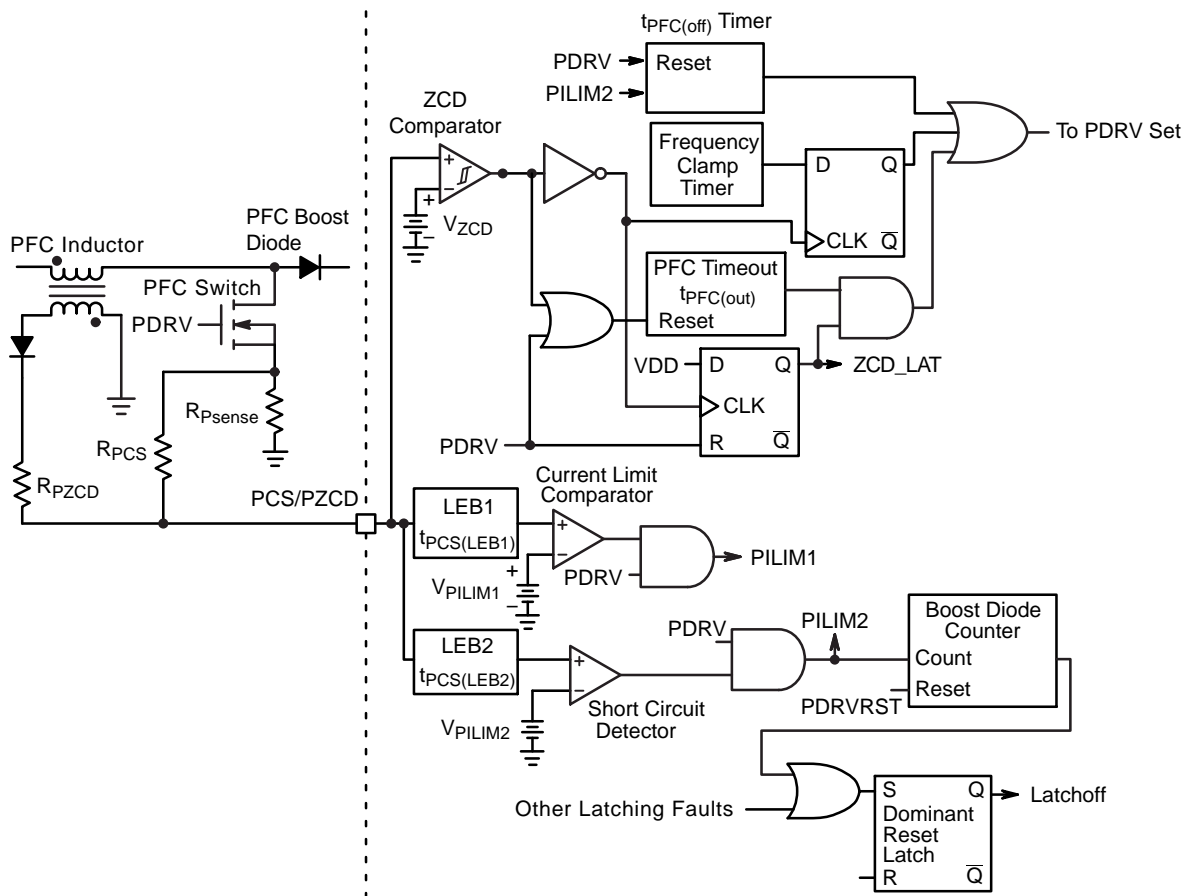 tPFC(off) Timer
PDRV
PILIM2
Reset
ZCD
Comparator
To PDRV Set
Frequency
Clamp
Timer
D
Q
CLK
Q
+
−
+
−
VZCD
PFC Boost
Diode
PFC Inductor
PFC Switch
PDRV
PFC Timeout
tPFC(out)
Reset
VDD
D
Q
ZCD_LAT
CLK
RPsense
PDRV
R
Q
RPCS
RPZCD
PCS/PZCD
Current Limit
Comparator
LEB1
tPCS(LEB1)
+
−
PILIM1
VPILIM1
+
−
PDRV
LEB2
tPCS(LEB2)
+
−
VPILIM2
Short Circuit
Detector
PDRV
PILIM2
Boost Diode
Counter
Count
Reset
PDRVRST
Other Latching Faults
S
Q
Latchoff
Dominant
Reset
Latch
R
Q